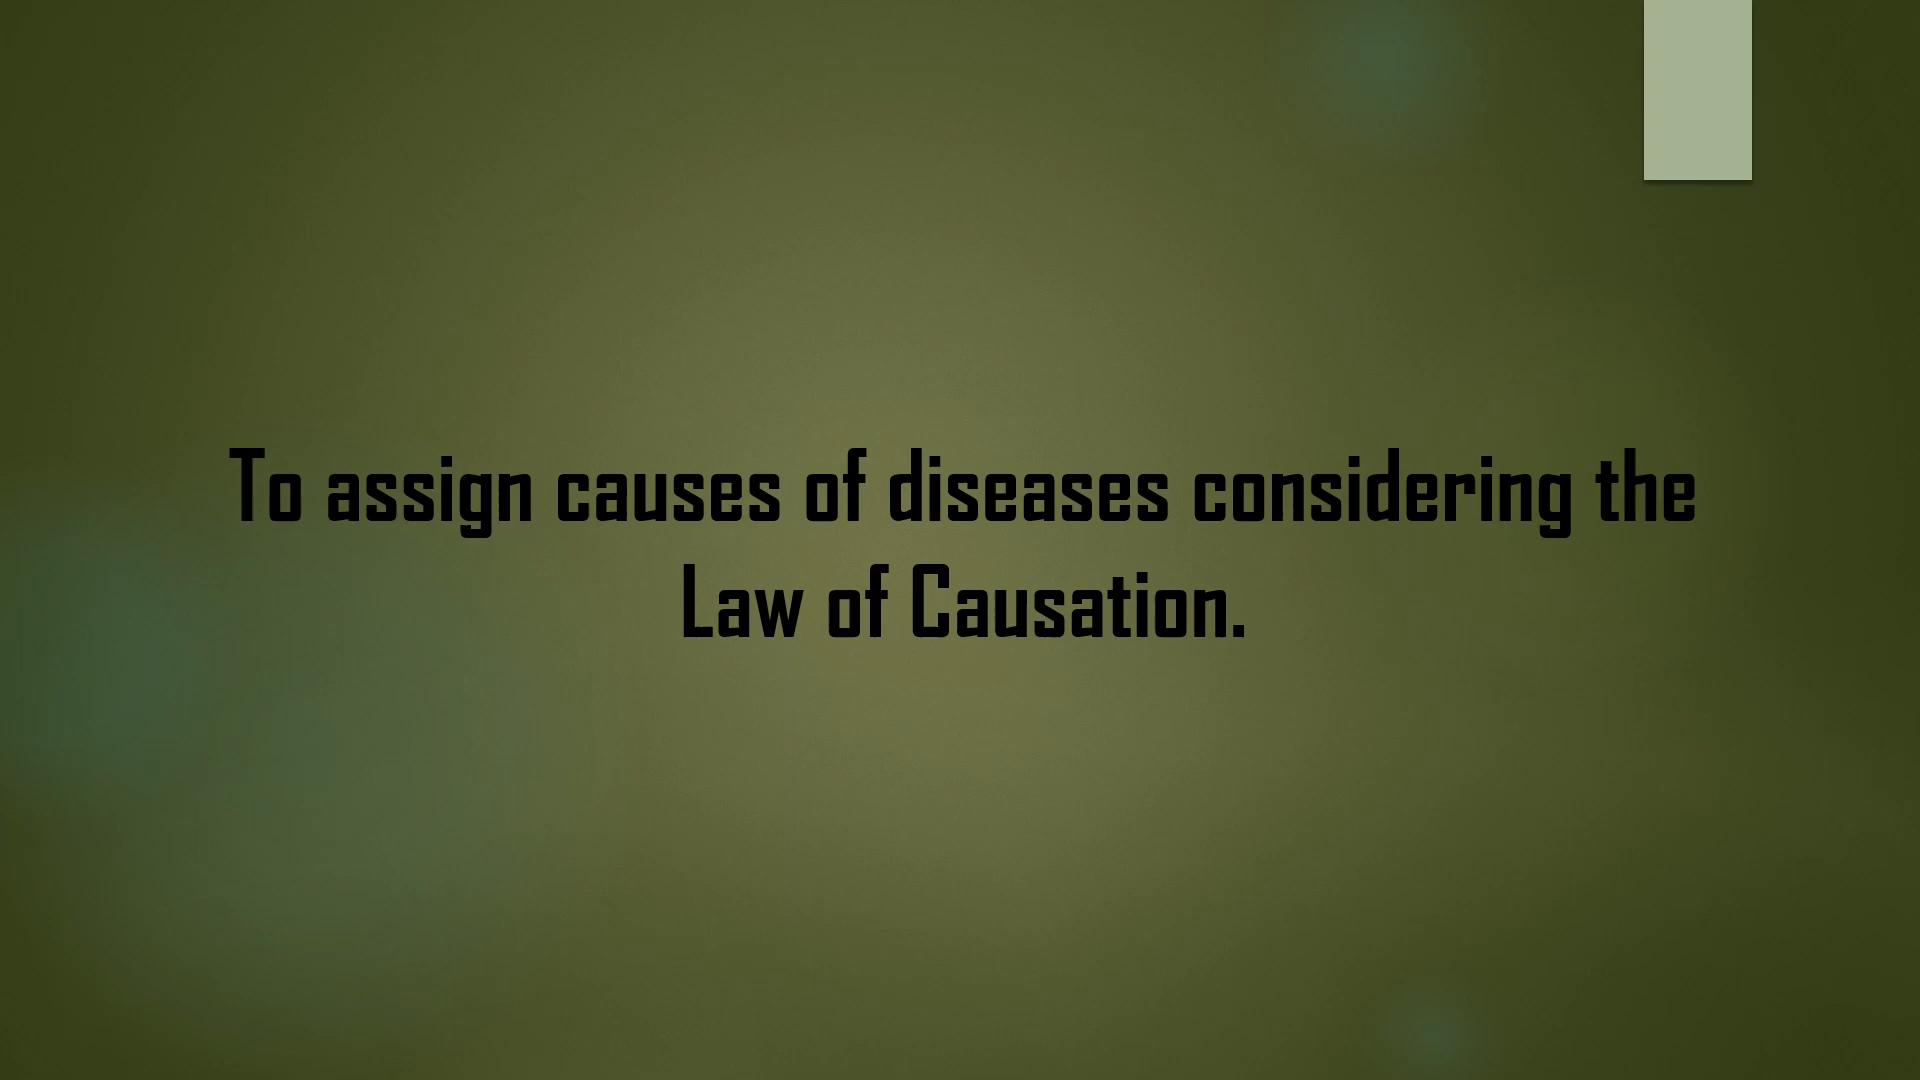 To assign causes of diseases considering the
Law of Causation.